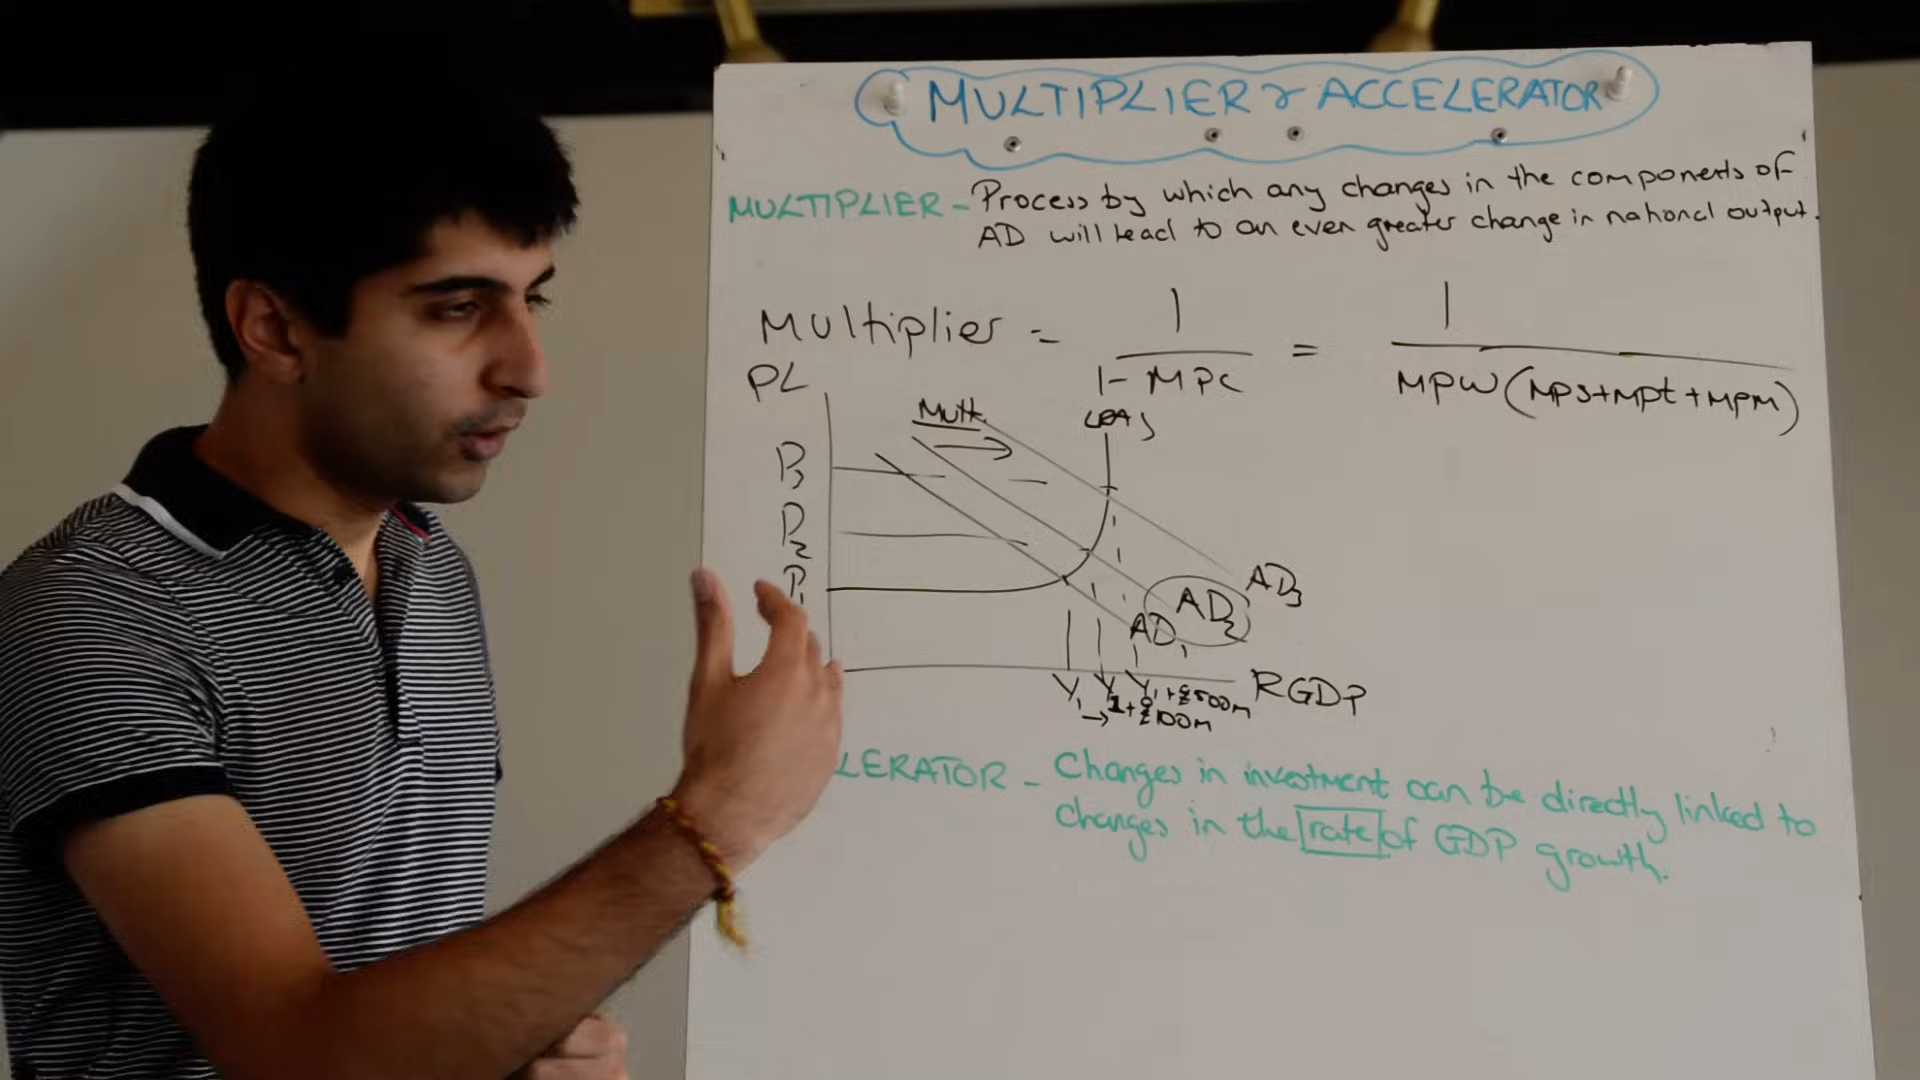 MULTIPLIER & ACCELERATOR
MULTIPLIER - Process by which any changes in the components of
AD will lead to an even greater change in national output.
Multiplier = 1 / 1 - MPC = 1 / MPW (MPS + MPt + MPM)
PL
Mult.
LRAS
P3
P2
P1
AD3
AD2
AD1
Y1 Y1 + £100m Y1 + £500m
RGDP
LERATOR - Changes in investment can be directly linked to
changes in the rate of GDP growth.